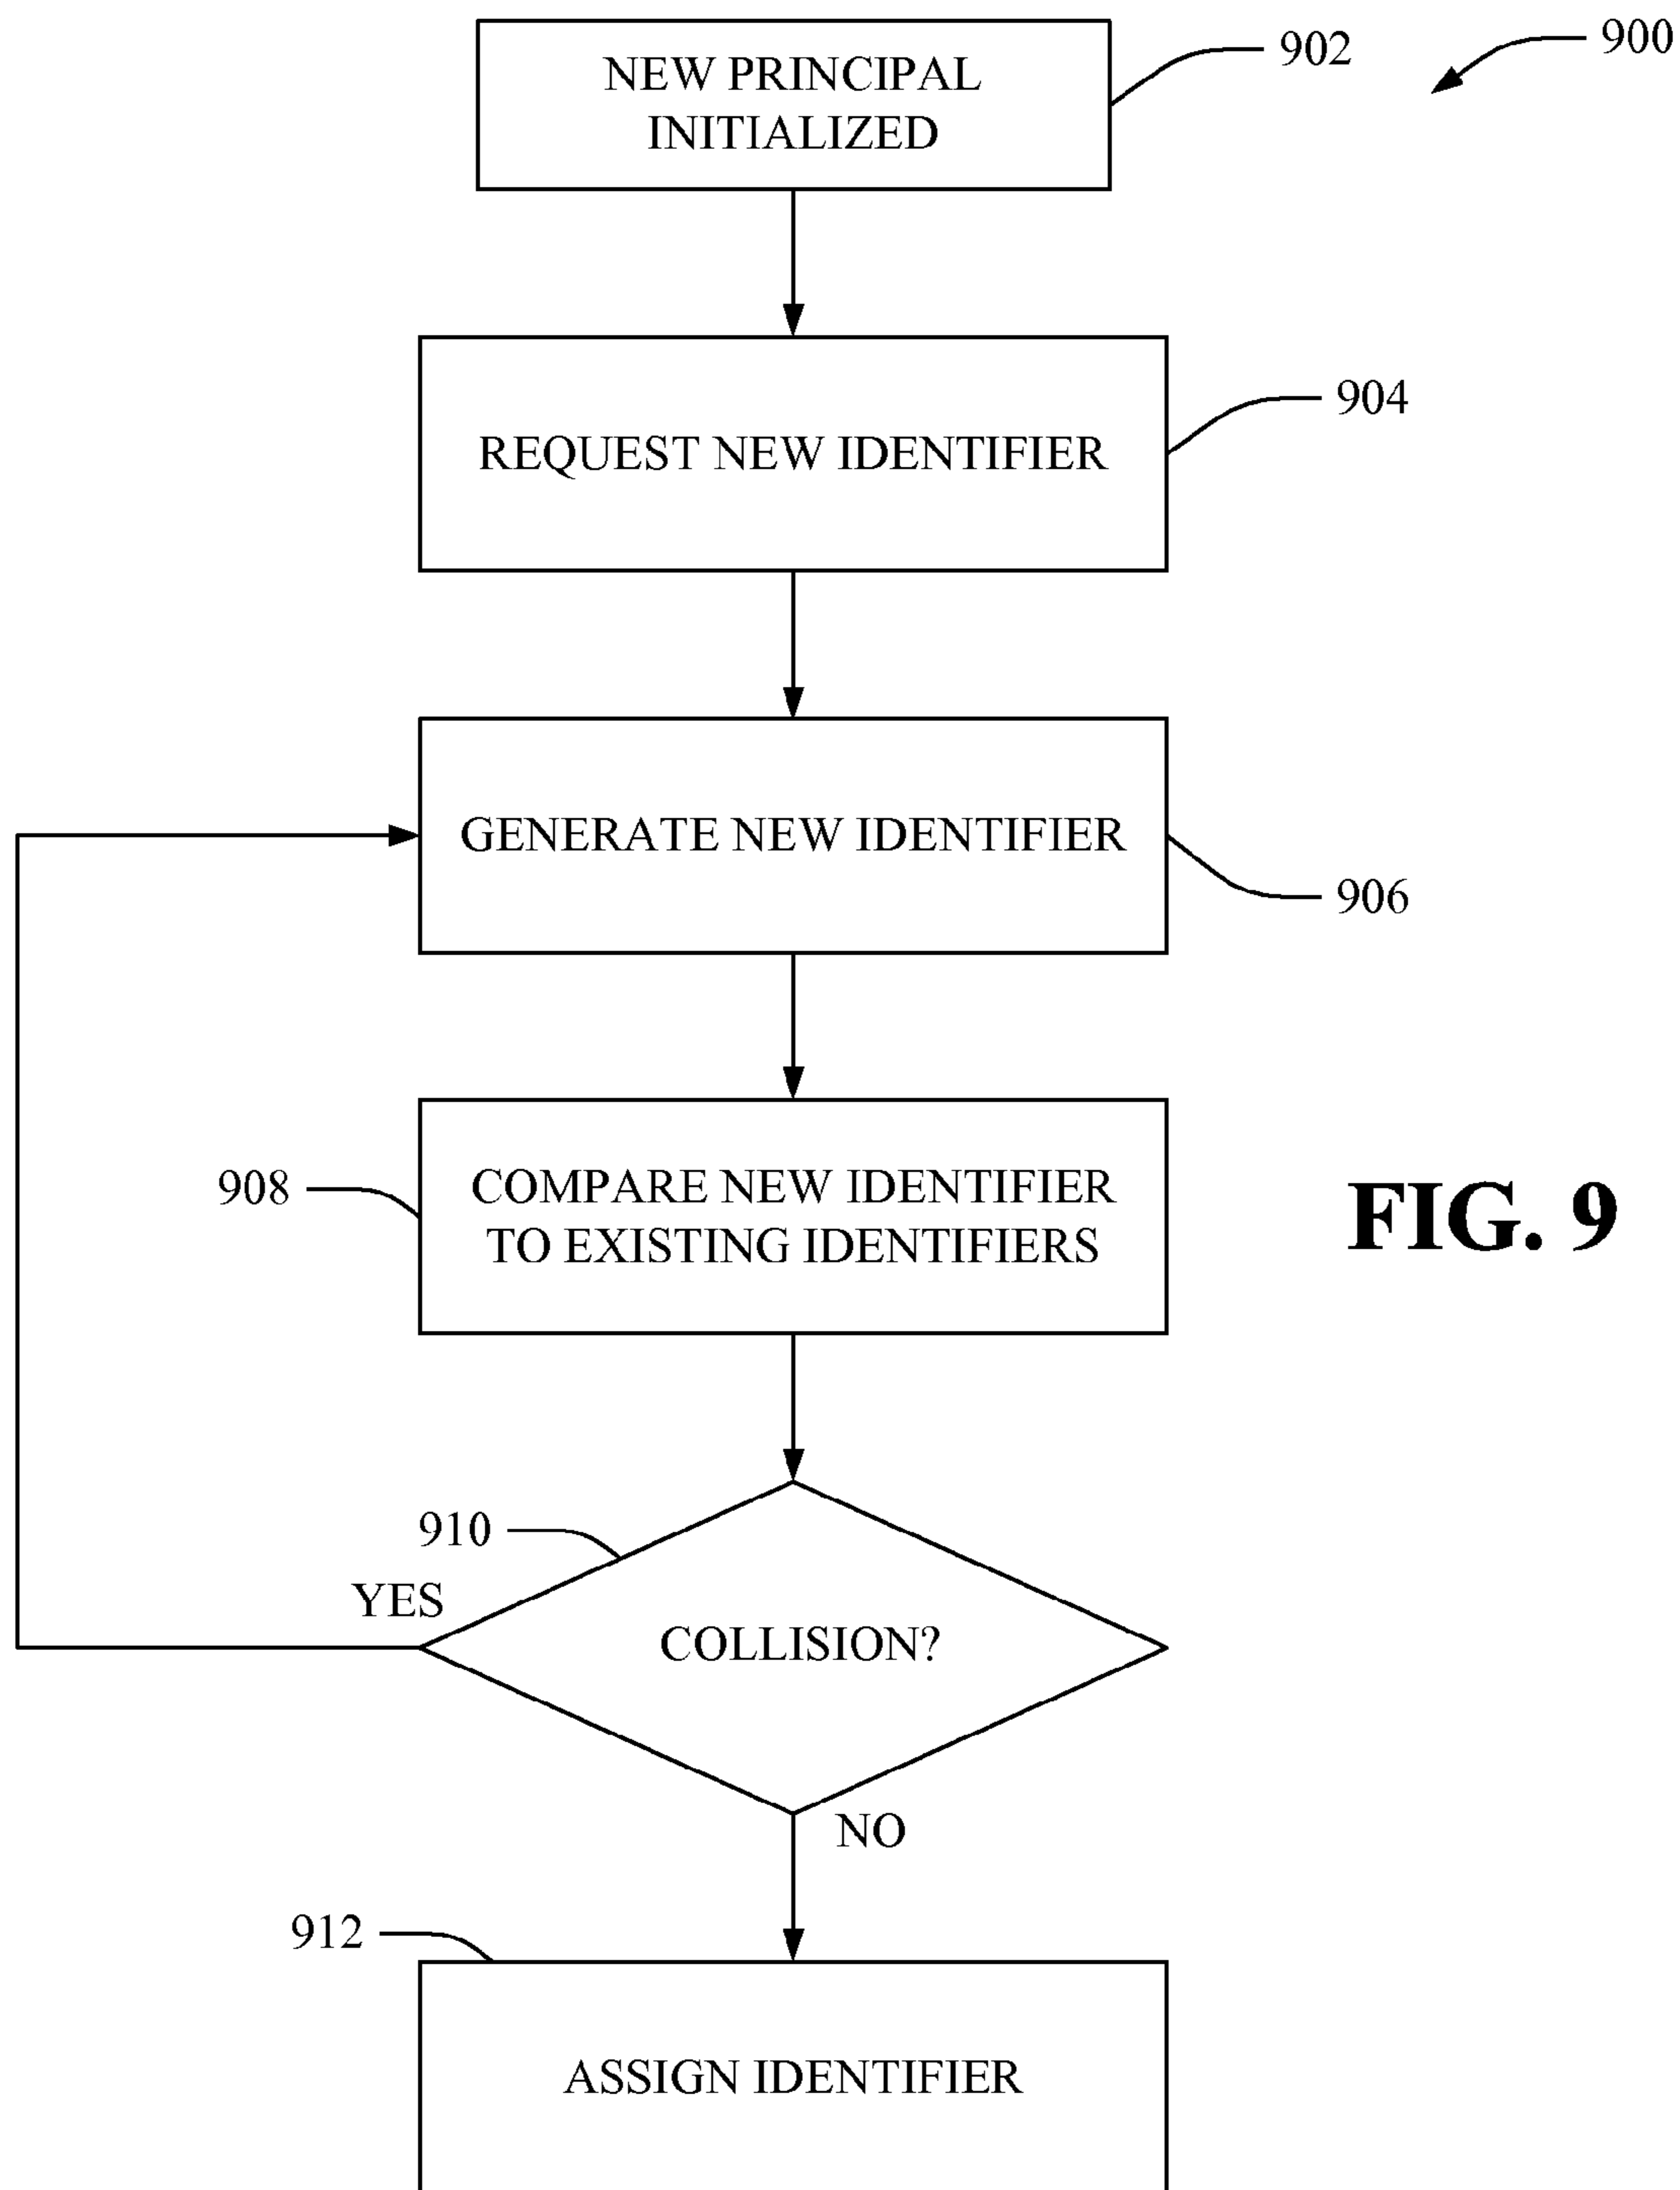 900
NEW PRINCIPAL
INITIALIZED
902
REQUEST NEW IDENTIFIER
904
GENERATE NEW IDENTIFIER
906
COMPARE NEW IDENTIFIER
TO EXISTING IDENTIFIERS
908
FIG. 9
910
YES
COLLISION?
NO
912
ASSIGN IDENTIFIER